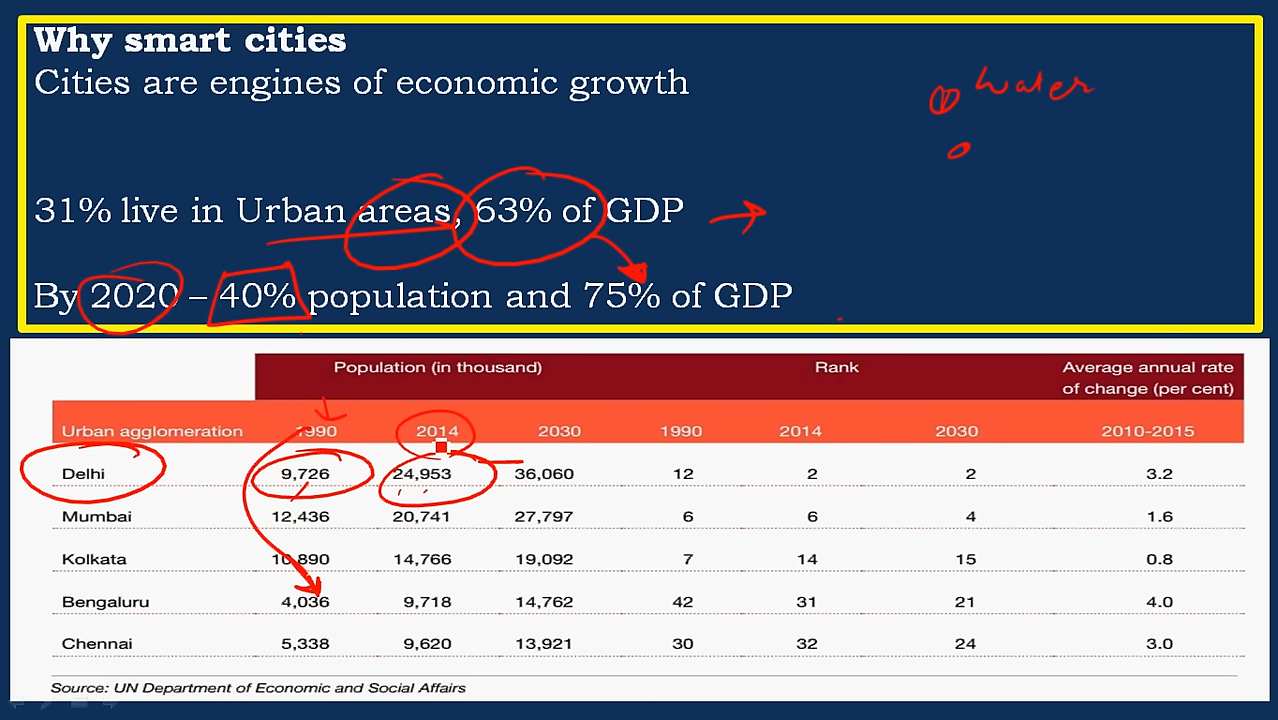 Why smart cities
Cities are engines of economic growth
① water
31% live in Urban areas, 63% of GDP
By 2020 – 40% population and 75% of GDP
Population (in thousand) Rank Average annual rate
of change (per cent)
Urban agglomeration 1990 2014 2030 1990 2014 2030 2010-2015
Delhi 9,726 24,953 36,060 12 2 2 3.2
Mumbai 12,436 20,741 27,797 6 6 4 1.6
Kolkata 10,890 14,766 19,092 7 14 15 0.8
Bengaluru 4,036 9,718 14,762 42 31 21 4.0
Chennai 5,338 9,620 13,921 30 32 24 3.0
Source: UN Department of Economic and Social Affairs